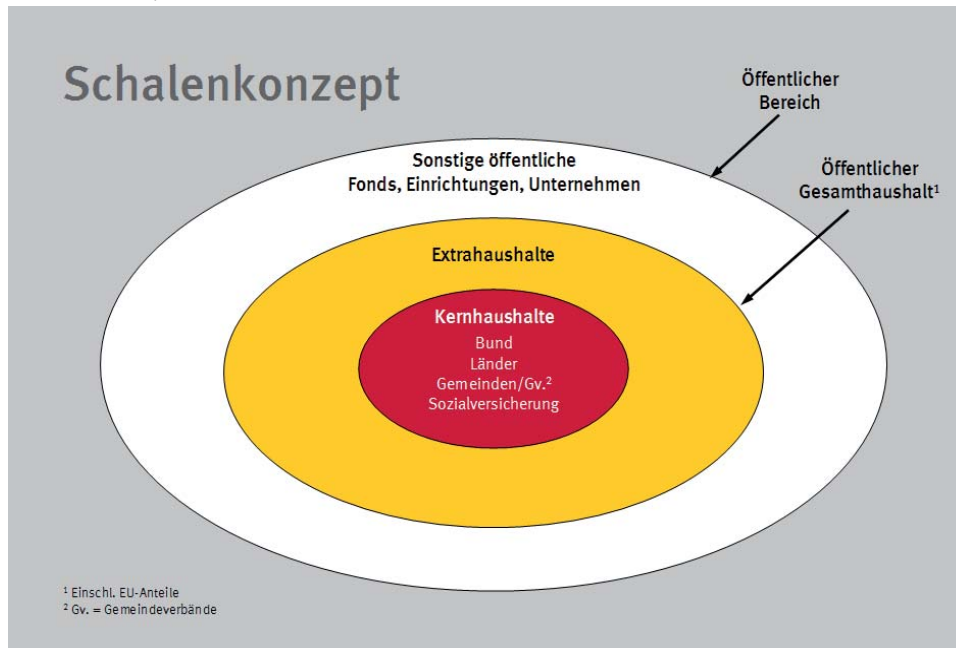 Schalenkonzept
Öffentlicher
Bereich
Öffentlicher
Gesamthaushalt¹
Sonstige öffentliche
Fonds, Einrichtungen, Unternehmen
Extrahaushalte
Kernhaushalte
Bund
Länder
Gemeinden/Gv.²
Sozialversicherung
¹ Einschl. EU-Anteile
² Gv. = Gemeindeverbände